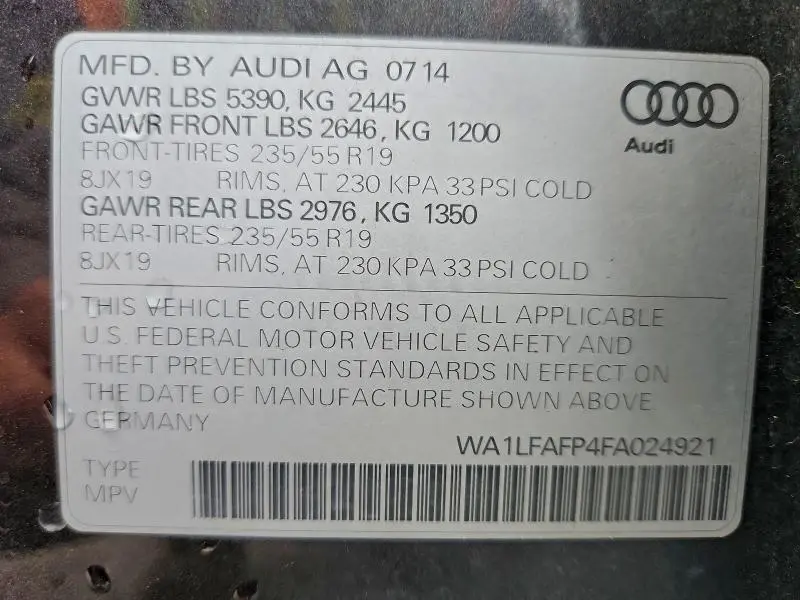 MFD. BY AUDI AG 0714
GVWR LBS 5390, KG 2445
GAWR FRONT LBS 2646, KG 1200
FRONT-TIRES 235/55 R19
8JX19 RIMS, AT 230 KPA 33 PSI COLD
GAWR REAR LBS 2976, KG 1350
REAR-TIRES 235/55 R19
8JX19 RIMS, AT 230 KPA 33 PSI COLD
Audi
THIS VEHICLE CONFORMS TO ALL APPLICABLE
U.S. FEDERAL MOTOR VEHICLE SAFETY AND
THEFT PREVENTION STANDARDS IN EFFECT ON
THE DATE OF MANUFACTURE SHOWN ABOVE
GERMANY
WA1LFAFP4FA024921
TYPE
MPV